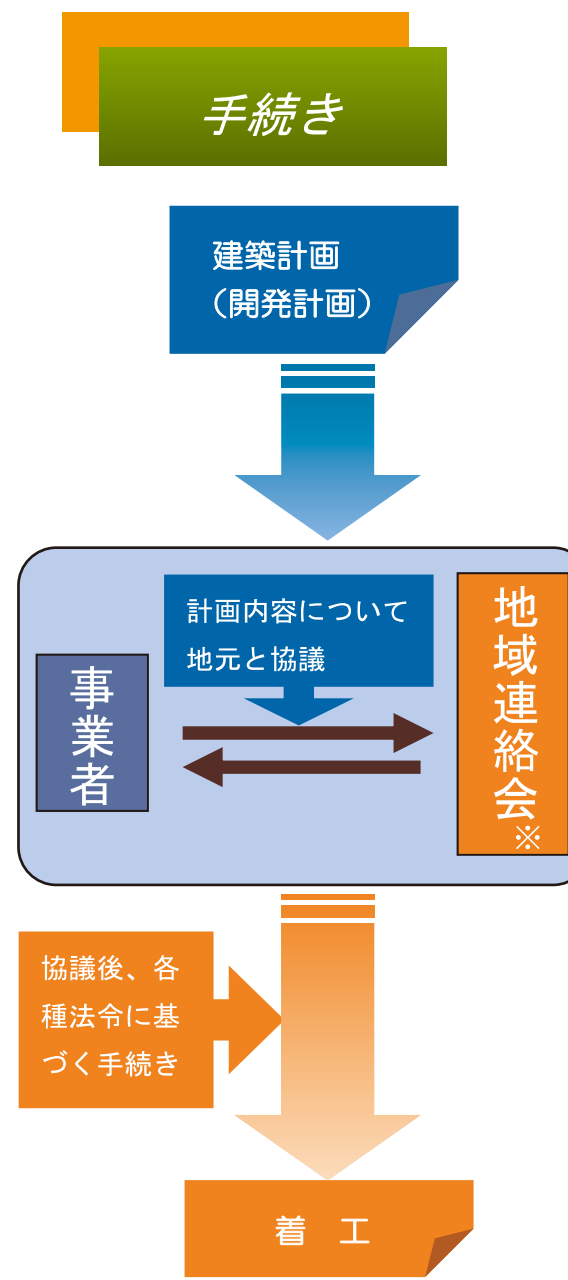 手続き
建築計画
(開発計画)
計画内容について
地元と協議
事業者
地域連絡会※
協議後、各
種法令に基
づく手続き
着 工